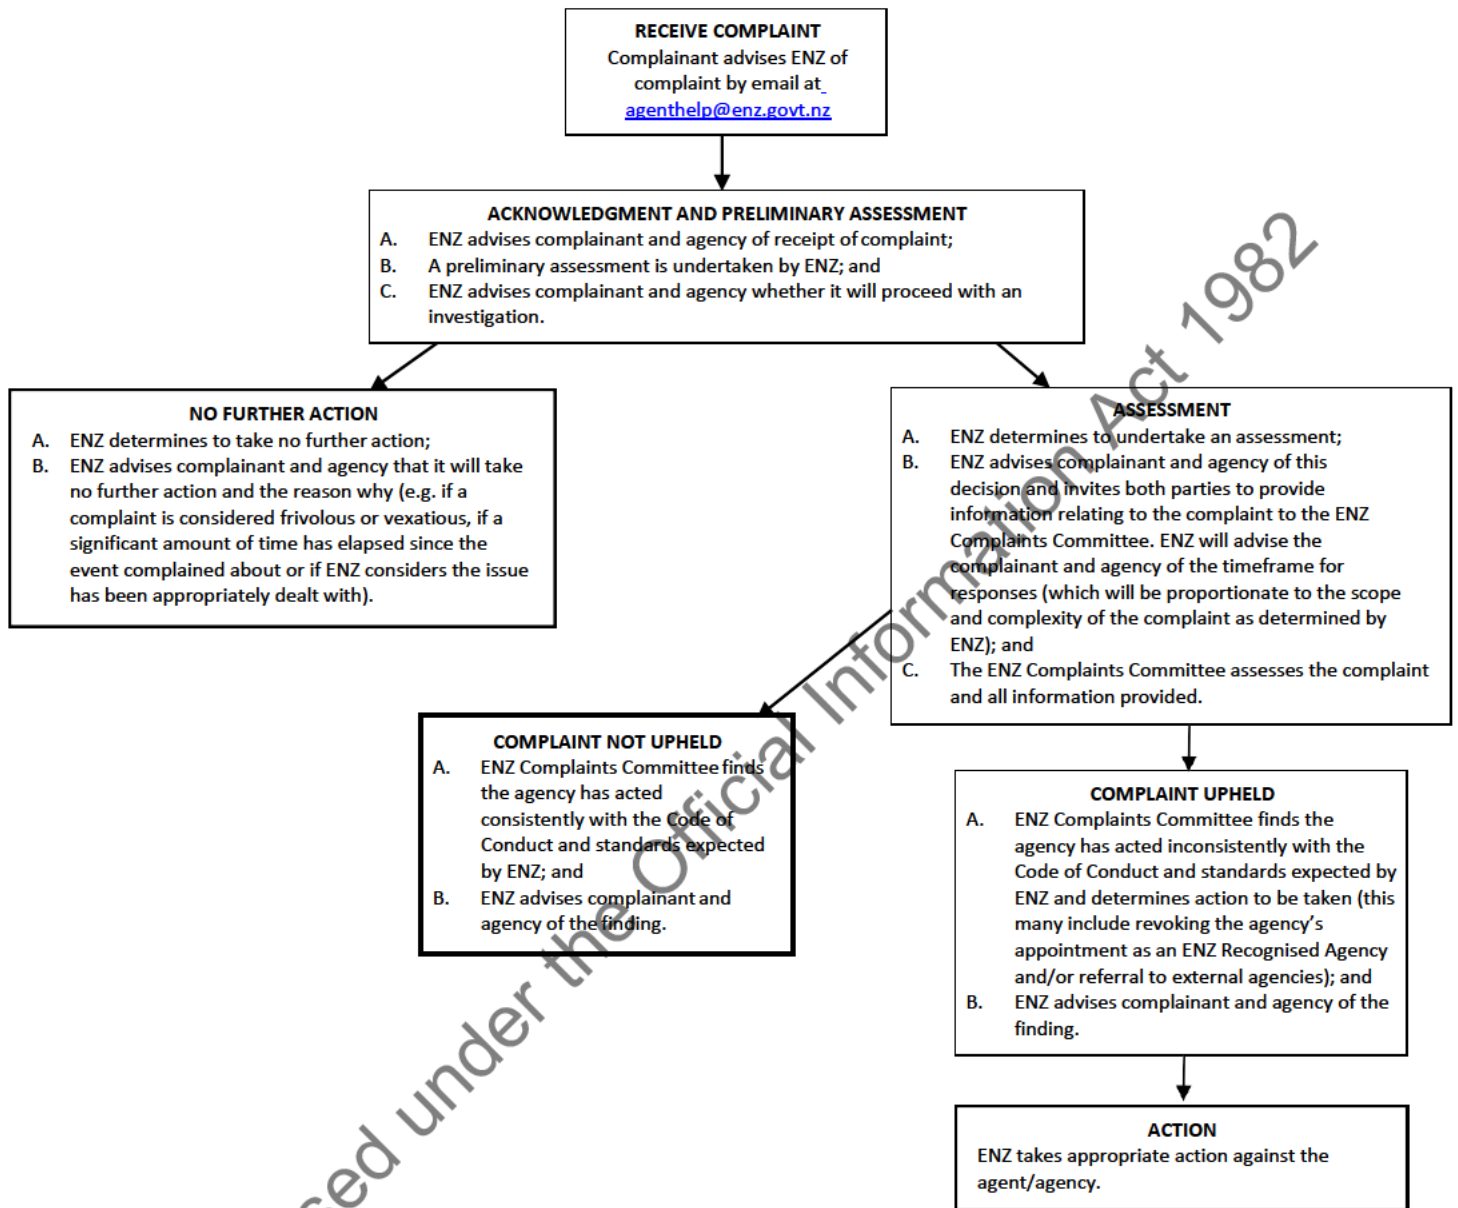 RECEIVE COMPLAINT
Complainant advises ENZ of
complaint by email at
agenthelp@enz.govt.nz
ACKNOWLEDGMENT AND PRELIMINARY ASSESSMENT
A. ENZ advises complainant and agency of receipt of complaint;
B. A preliminary assessment is undertaken by ENZ; and
C. ENZ advises complainant and agency whether it will proceed with an
investigation.
NO FURTHER ACTION
A. ENZ determines to take no further action;
B. ENZ advises complainant and agency that it will take
no further action and the reason why (e.g. if a
complaint is considered frivolous or vexatious, if a
significant amount of time has elapsed since the
event complained about or if ENZ considers the issue
has been appropriately dealt with).
ASSESSMENT
A. ENZ determines to undertake an assessment;
B. ENZ advises complainant and agency of this
decision and invites both parties to provide
information relating to the complaint to the ENZ
Complaints Committee. ENZ will advise the
complainant and agency of the timeframe for
responses (which will be proportionate to the scope
and complexity of the complaint as determined by
ENZ); and
C. The ENZ Complaints Committee assesses the complaint
and all information provided.
COMPLAINT NOT UPHELD
A. ENZ Complaints Committee finds
the agency has acted
consistently with the Code of
Conduct and standards expected
by ENZ; and
B. ENZ advises complainant and
agency of the finding.
COMPLAINT UPHELD
A. ENZ Complaints Committee finds the
agency has acted inconsistently with the
Code of Conduct and standards expected by
ENZ and determines action to be taken (this
many include revoking the agency's
appointment as an ENZ Recognised Agency
and/or referral to external agencies); and
B. ENZ advises complainant and agency of the
finding.
ACTION
ENZ takes appropriate action against the
agent/agency.
sed under the Official Information Act 1982